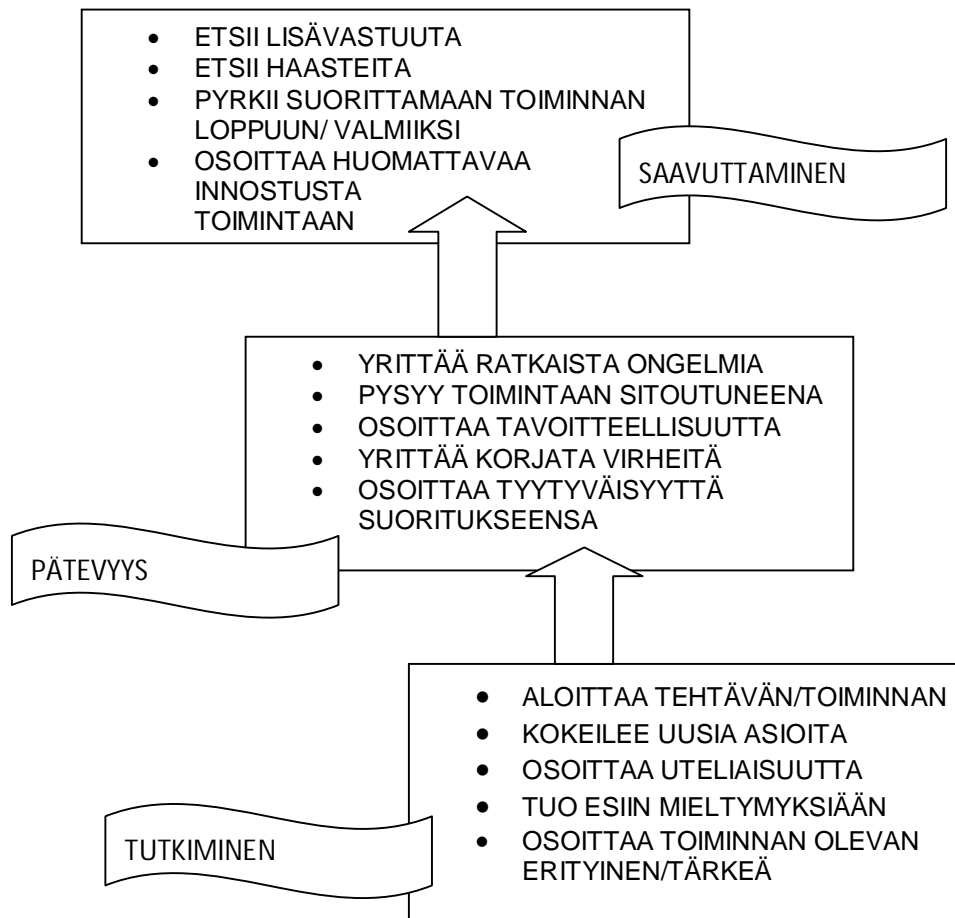 • ETSII LISÄVASTUUTA
• ETSII HAASTEITA
• PYRKII SUORITTAMAAN TOIMINNAN
LOPPUUN/ VALMIIKSI
• OSOITTAA HUOMATTAVAA
INNOSTUSTA
TOIMINTAAN
SAAVUTTAMINEN
• YRITTÄÄ RATKAISTA ONGELMIA
• PYSYY TOIMINTAAN SITOUTUNEENA
• OSOITTAA TAVOITTEELLISUUTTA
• YRITTÄÄ KORJATA VIRHEITÄ
• OSOITTAA TYYTYVÄISYYTTÄ
SUORITUKSEENSA
PÄTEVYYS
• ALOITTAA TEHTÄVÄN/TOIMINNAN
• KOKEILEE UUSIA ASIOITA
• OSOITTAA UTELIAISUUTTA
• TUO ESIIN MIELTYMYKSIÄÄN
• OSOITTAA TOIMINNAN OLEVAN
ERITYINEN/TÄRKEÄ
TUTKIMINEN